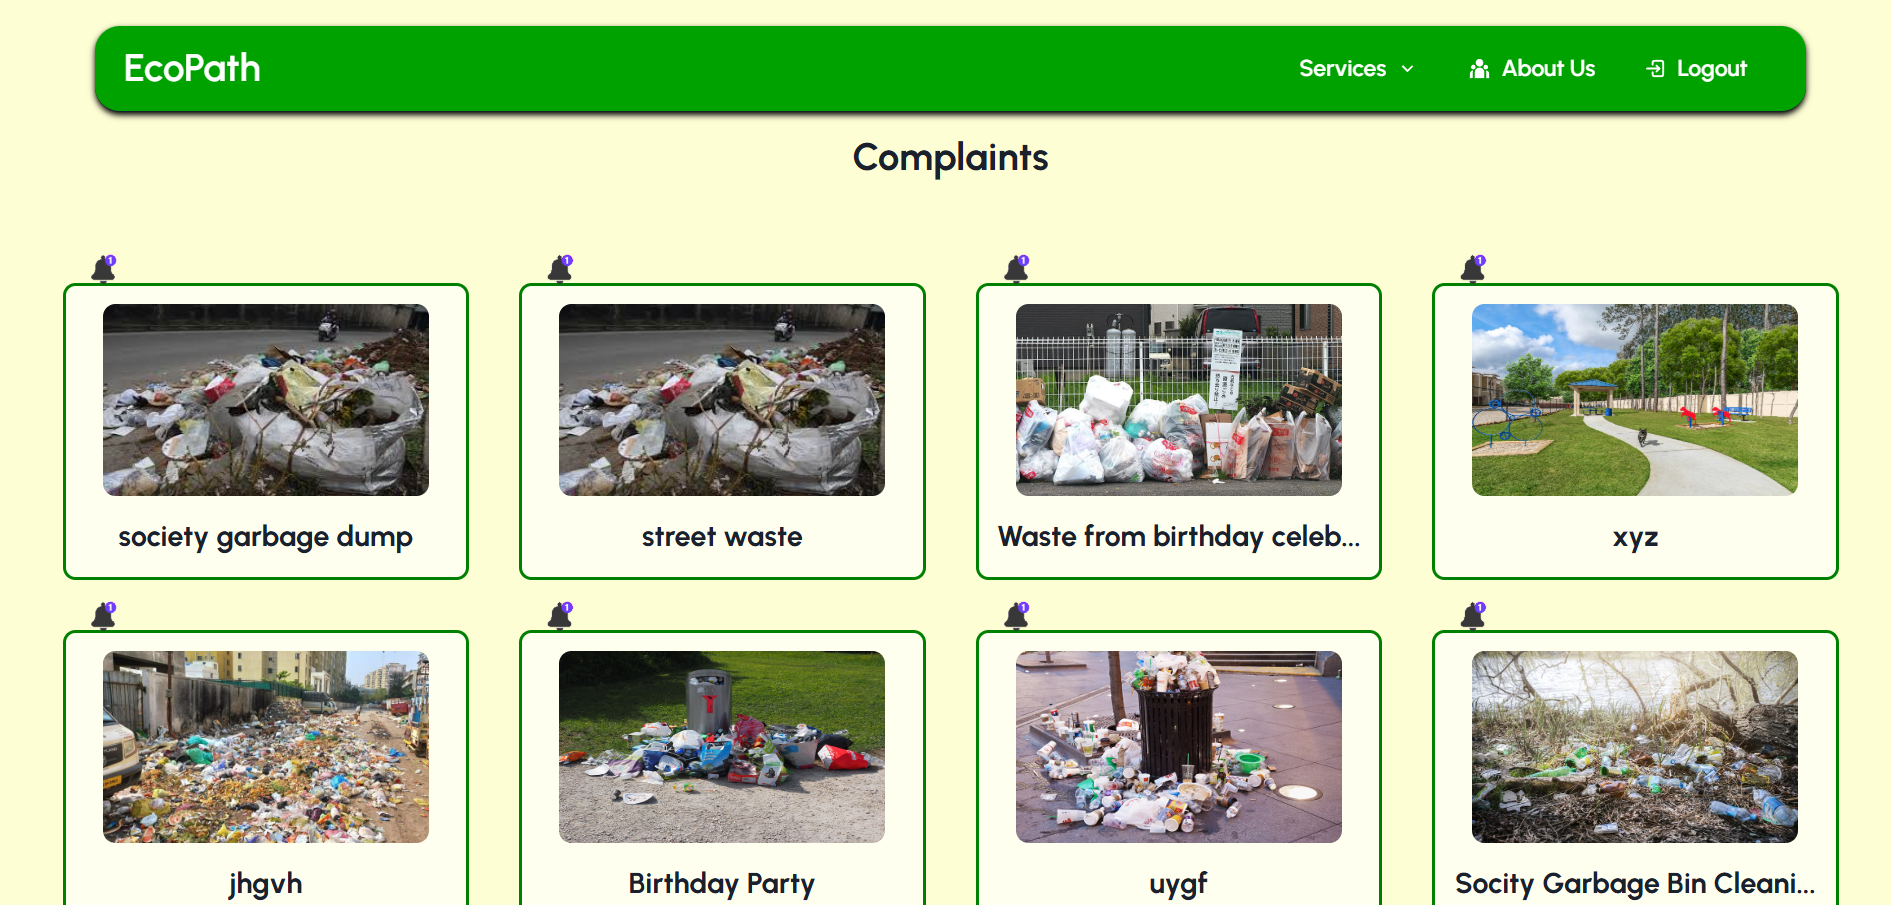 EcoPath
Services
About Us
Logout
Complaints
1
1
1
1
society garbage dump
street waste
Waste from birthday celeb...
xyz
1
1
1
1
jhgvh
Birthday Party
uygf
Socity Garbage Bin Cleani...